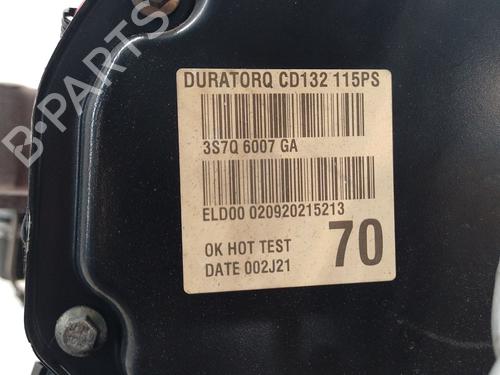 DURATORQ CD132 115PS
3S7Q 6007 GA
ELD00 020920215213
OK HOT TEST
DATE 002J21
70
B-PARTS